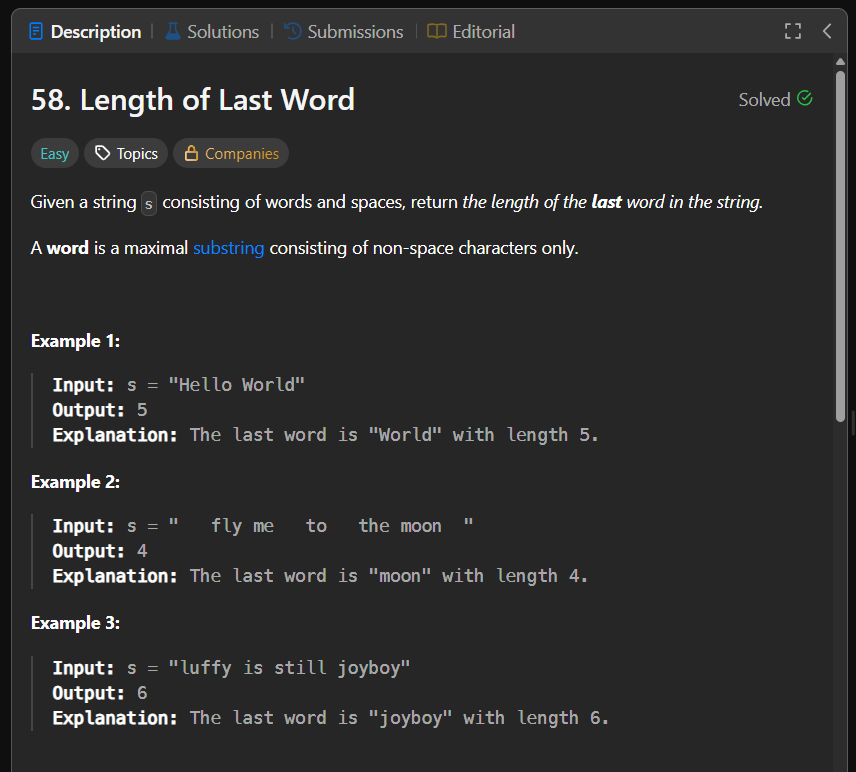 Description | Solutions | Submissions | Editorial
58. Length of Last Word
Solved
Easy Topics Companies
Given a string s consisting of words and spaces, return the length of the last word in the string.
A word is a maximal substring consisting of non-space characters only.
Example 1:
Input: s = "Hello World"
Output: 5
Explanation: The last word is "World" with length 5.
Example 2:
Input: s = "   fly me   to   the moon  "
Output: 4
Explanation: The last word is "moon" with length 4.
Example 3:
Input: s = "luffy is still joyboy"
Output: 6
Explanation: The last word is "joyboy" with length 6.